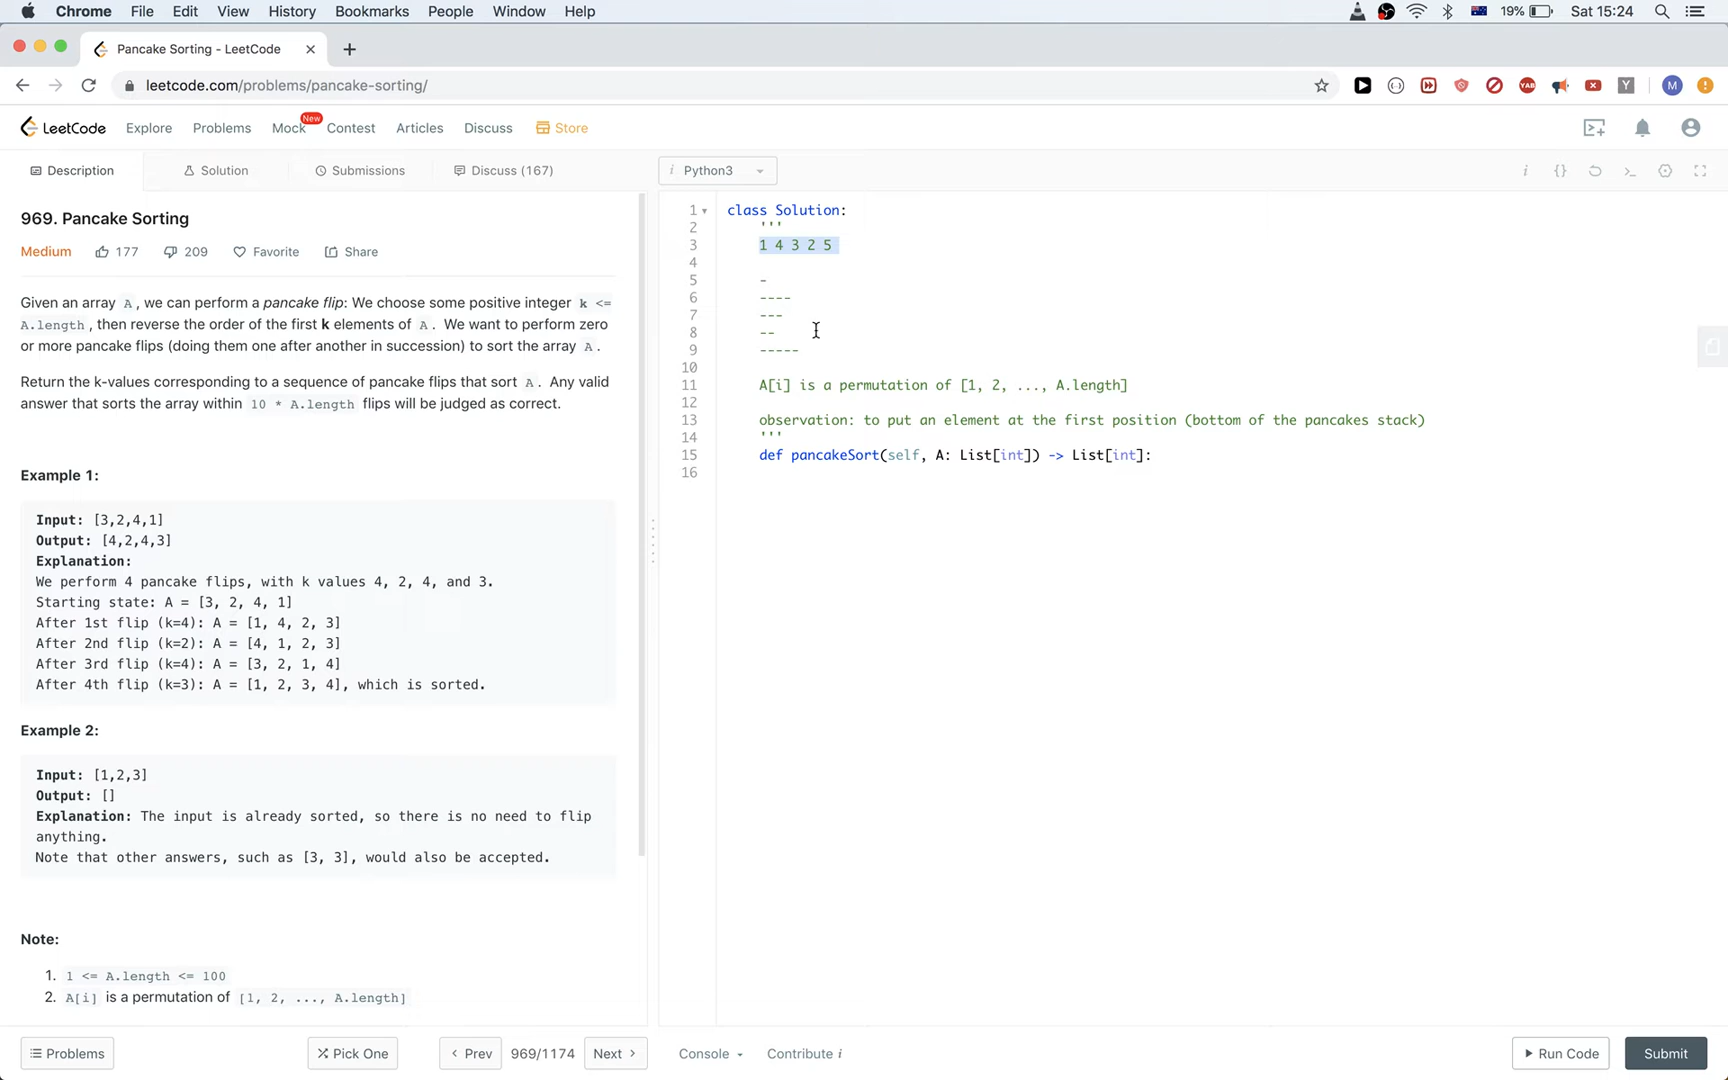 Chrome File Edit View History Bookmarks People Window Help 19% Sat 15:24
Pancake Sorting - LeetCode
leetcode.com/problems/pancake-sorting/ YAB Y M
LeetCode Explore Problems Mock New Contest Articles Discuss Store
Description Solution Submissions Discuss (167) i Python3 i {}
969. Pancake Sorting
Medium 177 209 Favorite Share
Given an array A, we can perform a pancake flip: We choose some positive integer k <=
A.length, then reverse the order of the first k elements of A. We want to perform zero
or more pancake flips (doing them one after another in succession) to sort the array A.
Return the k-values corresponding to a sequence of pancake flips that sort A. Any valid
answer that sorts the array within 10 * A.length flips will be judged as correct.
Example 1:
Input: [3,2,4,1]
Output: [4,2,4,3]
Explanation:
We perform 4 pancake flips, with k values 4, 2, 4, and 3.
Starting state: A = [3, 2, 4, 1]
After 1st flip (k=4): A = [1, 4, 2, 3]
After 2nd flip (k=2): A = [4, 1, 2, 3]
After 3rd flip (k=4): A = [3, 2, 1, 4]
After 4th flip (k=3): A = [1, 2, 3, 4], which is sorted.
Example 2:
Input: [1,2,3]
Output: []
Explanation: The input is already sorted, so there is no need to flip
anything.
Note that other answers, such as [3, 3], would also be accepted.
Note:
1. 1 <= A.length <= 100
2. A[i] is a permutation of [1, 2, ..., A.length]
1 class Solution:
2 '''
3 1 4 3 2 5
4
5 -
6 ----
7 ---
8 --
9 -----
10
11 A[i] is a permutation of [1, 2, ..., A.length]
12
13 observation: to put an element at the first position (bottom of the pancakes stack)
14 '''
15 def pancakeSort(self, A: List[int]) -> List[int]:
16
Problems Pick One Prev 969/1174 Next Console Contribute i Run Code Submit